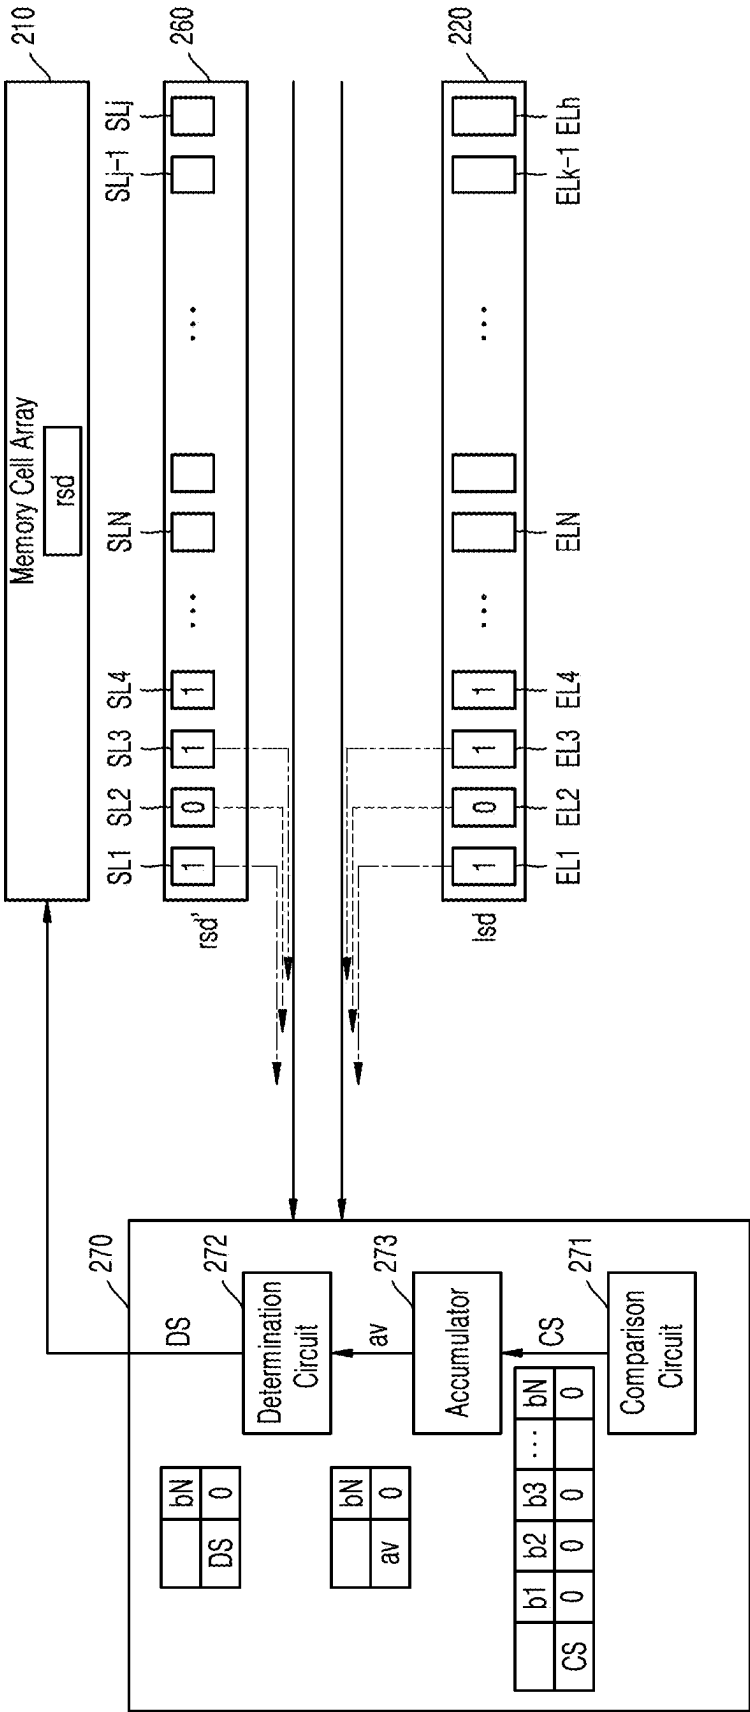 210
Memory Cell Array
rsd
SL1
SL2
SL3
SL4
SLN
SLj-1
SLj
260
rsd'
1
0
1
1
...
...
lsd
1
0
1
1
...
...
220
EL1
EL2
EL3
EL4
ELN
ELk-1
ELh
270
DS
272
Determination
Circuit
bN
DS 0
av
273
Accumulator
bN
av 0
CS
271
Comparison
Circuit
b1 b2 b3 ... bN
CS 0 0 0 0